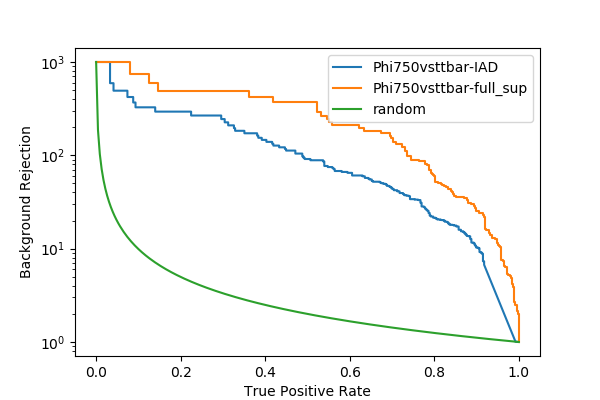 Phi750vsttbar-IAD
Phi750vsttbar-full_sup
random
10³
10²
10¹
10⁰
Background Rejection
0.0 0.2 0.4 0.6 0.8 1.0
True Positive Rate